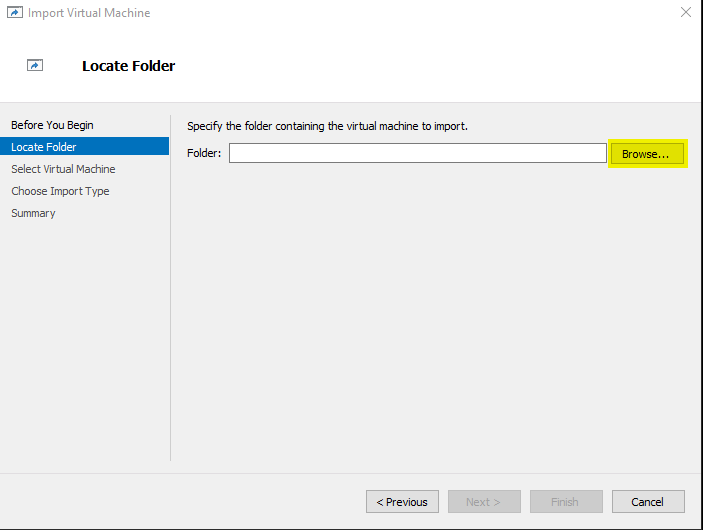 Import Virtual Machine
Locate Folder
Before You Begin
Locate Folder
Select Virtual Machine
Choose Import Type
Summary
Specify the folder containing the virtual machine to import.
Folder: Browse...
< Previous Next > Finish Cancel